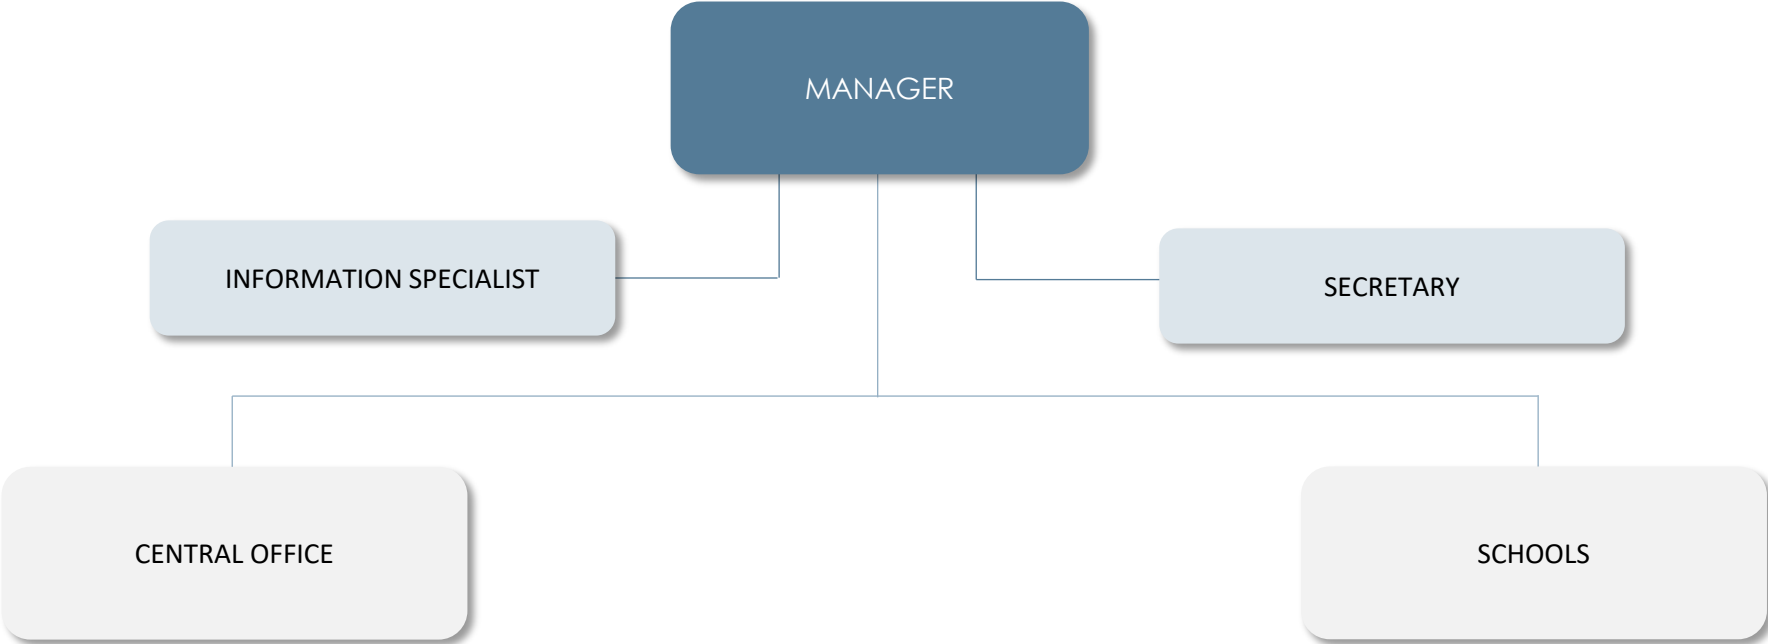 MANAGER
INFORMATION SPECIALIST
SECRETARY
CENTRAL OFFICE
SCHOOLS